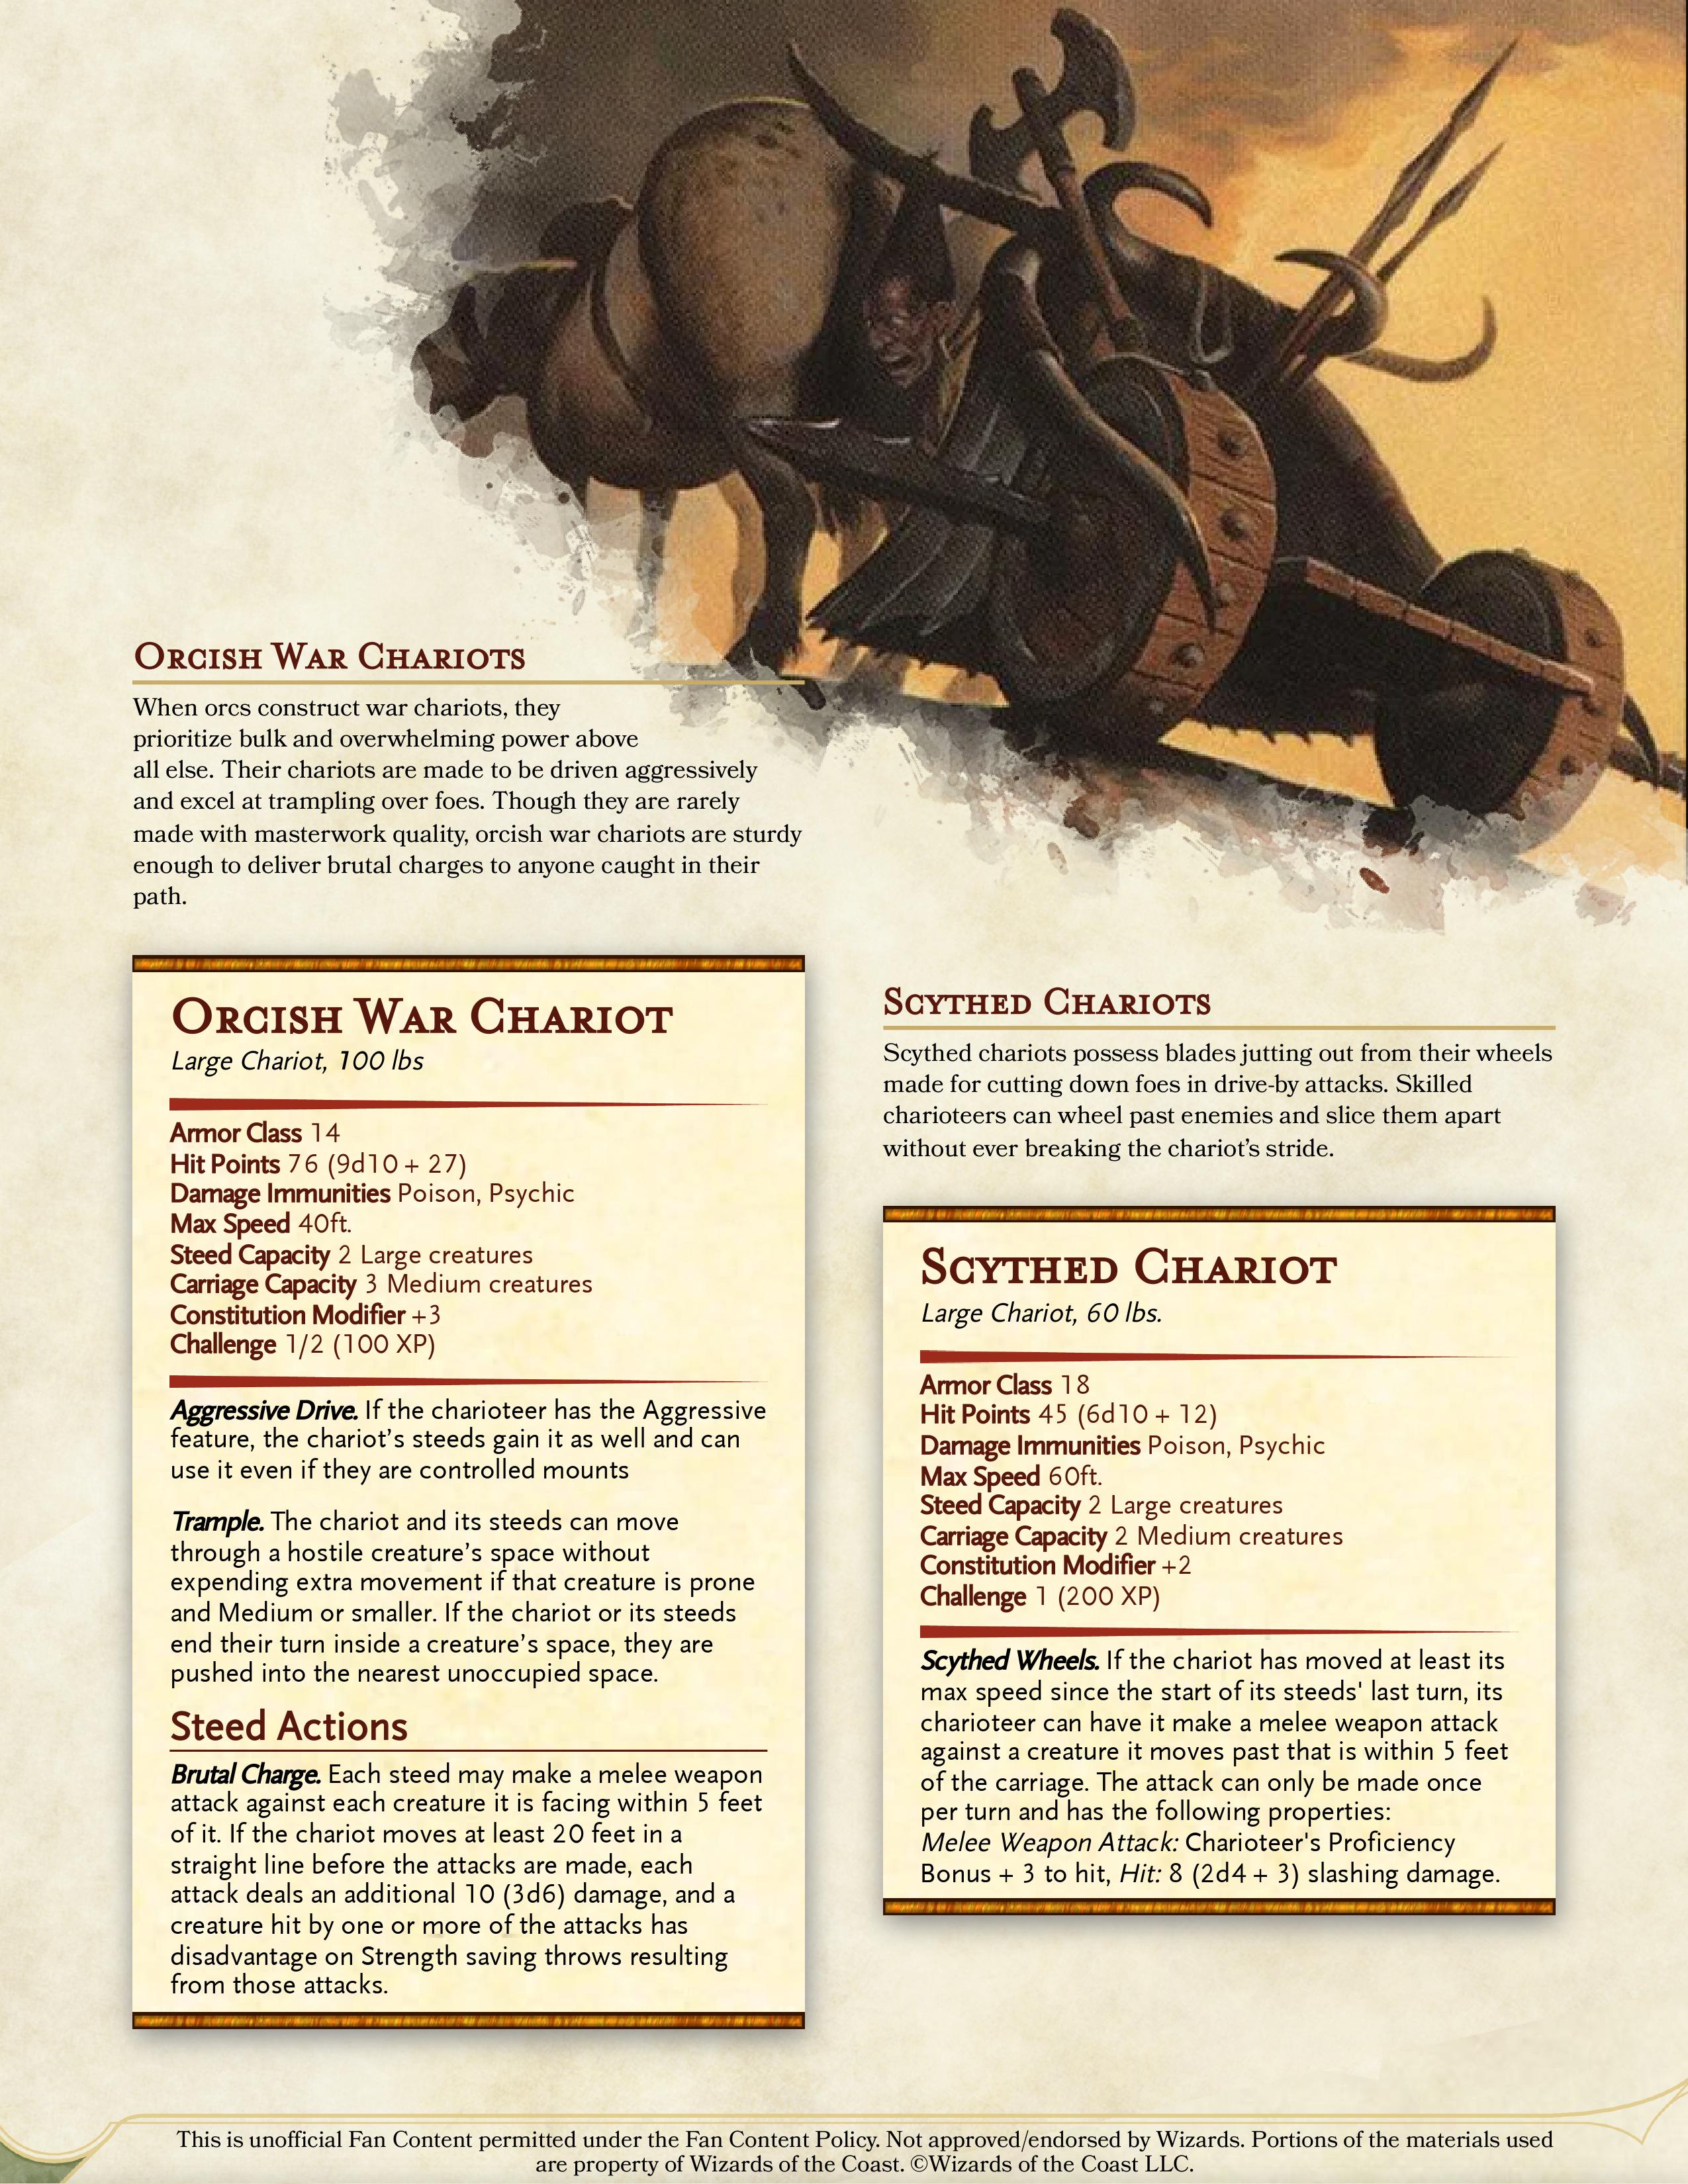 Orcish War Chariots
When orcs construct war chariots, they
prioritize bulk and overwhelming power above
all else. Their chariots are made to be driven aggressively
and excel at trampling over foes. Though they are rarely
made with masterwork quality, orcish war chariots are sturdy
enough to deliver brutal charges to anyone caught in their
path.
Orcish War Chariot
Large Chariot, 100 lbs
Armor Class 14
Hit Points 76 (9d10 + 27)
Damage Immunities Poison, Psychic
Max Speed 40ft.
Steed Capacity 2 Large creatures
Carriage Capacity 3 Medium creatures
Constitution Modifier +3
Challenge 1/2 (100 XP)
Aggressive Drive. If the charioteer has the Aggressive
feature, the chariot's steeds gain it as well and can
use it even if they are controlled mounts
Trample. The chariot and its steeds can move
through a hostile creature's space without
expending extra movement if that creature is prone
and Medium or smaller. If the chariot or its steeds
end their turn inside a creature's space, they are
pushed into the nearest unoccupied space.
Steed Actions
Brutal Charge. Each steed may make a melee weapon
attack against each creature it is facing within 5 feet
of it. If the chariot moves at least 20 feet in a
straight line before the attacks are made, each
attack deals an additional 10 (3d6) damage, and a
creature hit by one or more of the attacks has
disadvantage on Strength saving throws resulting
from those attacks.
Scythed Chariots
Scythed chariots possess blades jutting out from their wheels
made for cutting down foes in drive-by attacks. Skilled
charioteers can wheel past enemies and slice them apart
without ever breaking the chariot's stride.
Scythed Chariot
Large Chariot, 60 lbs.
Armor Class 18
Hit Points 45 (6d10 + 12)
Damage Immunities Poison, Psychic
Max Speed 60ft.
Steed Capacity 2 Large creatures
Carriage Capacity 2 Medium creatures
Constitution Modifier +2
Challenge 1 (200 XP)
Scythed Wheels. If the chariot has moved at least its
max speed since the start of its steeds' last turn, its
charioteer can have it make a melee weapon attack
against a creature it moves past that is within 5 feet
of the carriage. The attack can only be made once
per turn and has the following properties:
Melee Weapon Attack: Charioteer's Proficiency
Bonus + 3 to hit, Hit: 8 (2d4 + 3) slashing damage.
This is unofficial Fan Content permitted under the Fan Content Policy. Not approved/endorsed by Wizards. Portions of the materials used
are property of Wizards of the Coast. ©Wizards of the Coast LLC.